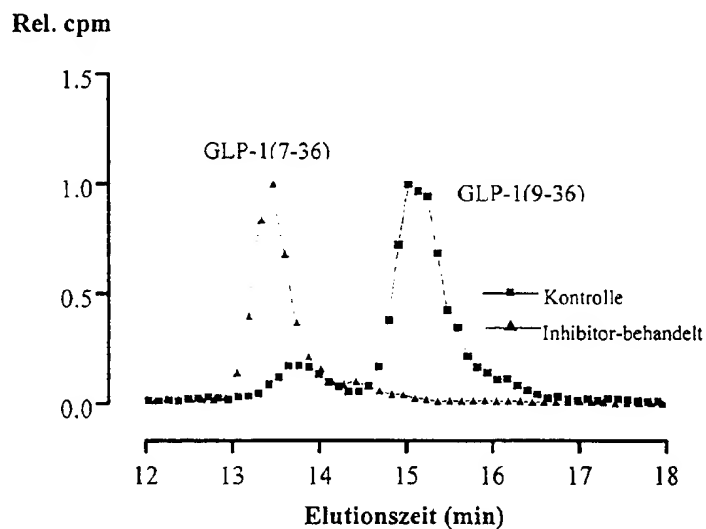 Rel. cpm
1.5
GLP-1(7-36)
1.0
GLP-1(9-36)
0.5
Kontrolle
Inhibitor-behandelt
0.0
12 13 14 15 16 17 18
Elutionszeit (min)